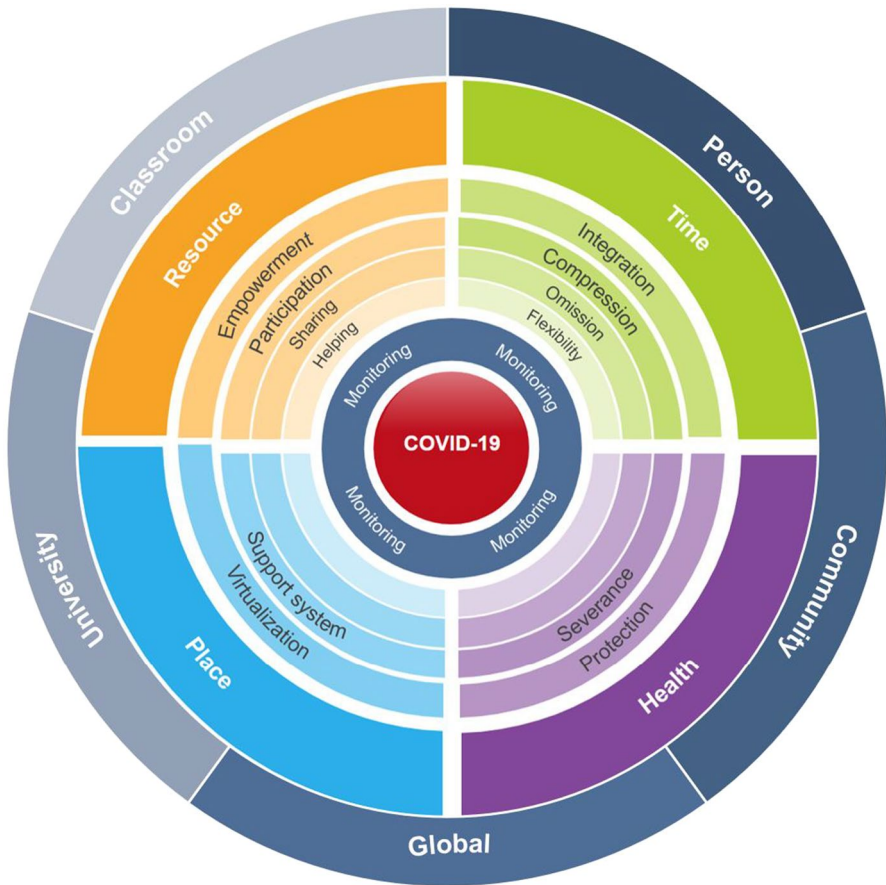 Classroom
Person
Resource
Time
Empowerment
Participation
Sharing
Helping
Integration
Compression
Omission
Flexibility
Monitoring
Monitoring
COVID-19
Monitoring
Monitoring
Support system
Virtualization
Severance
Protection
Place
Health
University
Community
Global